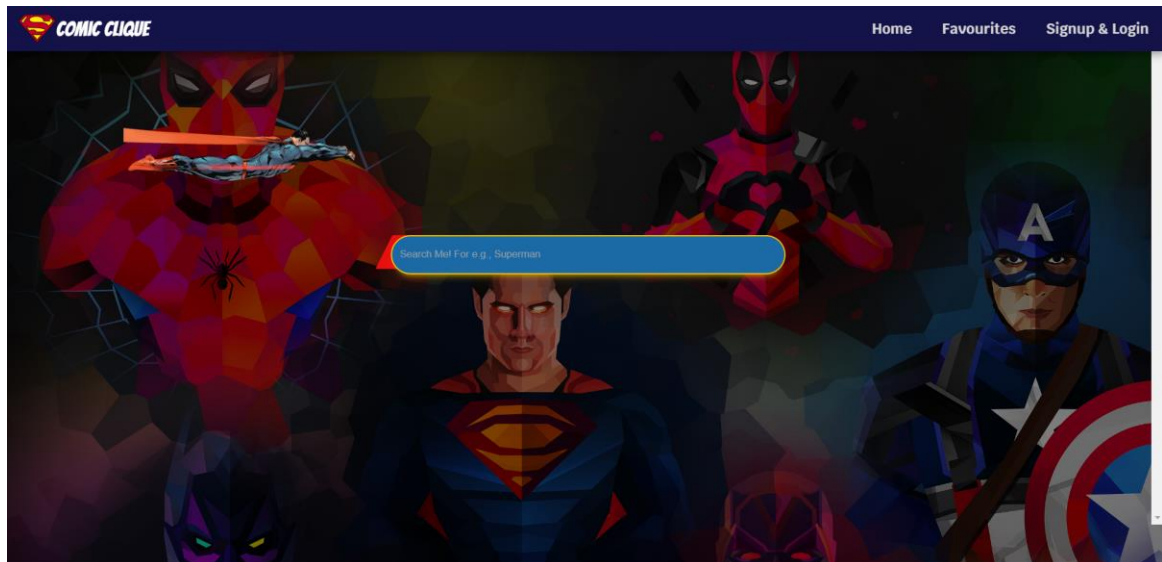 COMIC CLIQUE
Home Favourites Signup & Login
Search Me! For e.g., Superman
A